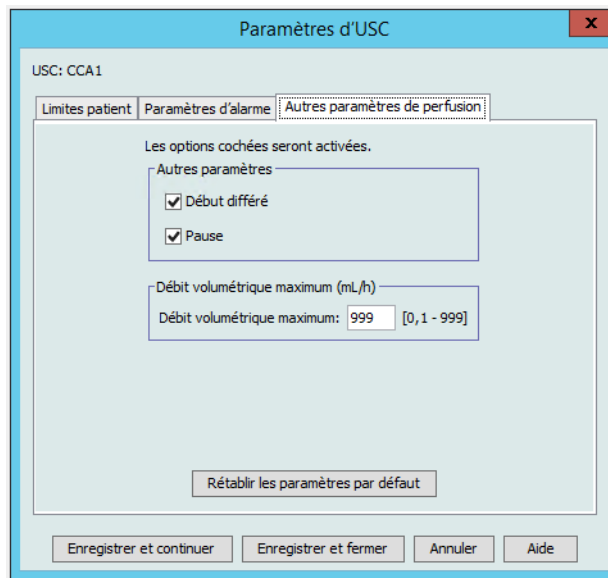 Paramètres d'USC
x
USC: CCA1
Limites patient Paramètres d'alarme Autres paramètres de perfusion
Les options cochées seront activées.
Autres paramètres
Début différé
Pause
Débit volumétrique maximum (mL/h)
Débit volumétrique maximum: 999 [0,1 - 999]
Rétablir les paramètres par défaut
Enregistrer et continuer Enregistrer et fermer Annuler Aide